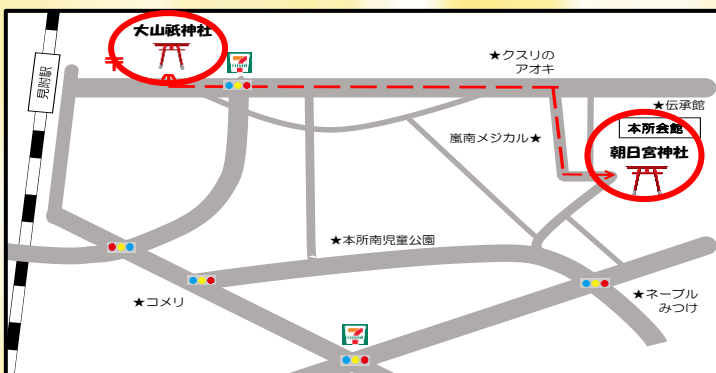 大山祇神社
〒
見附駅
7
★クスリの
アオキ
★伝承館
本所会館
嵐南メジカル★
朝日宮神社
★本所南児童公園
★コメリ
★ネーブル
みつけ
7